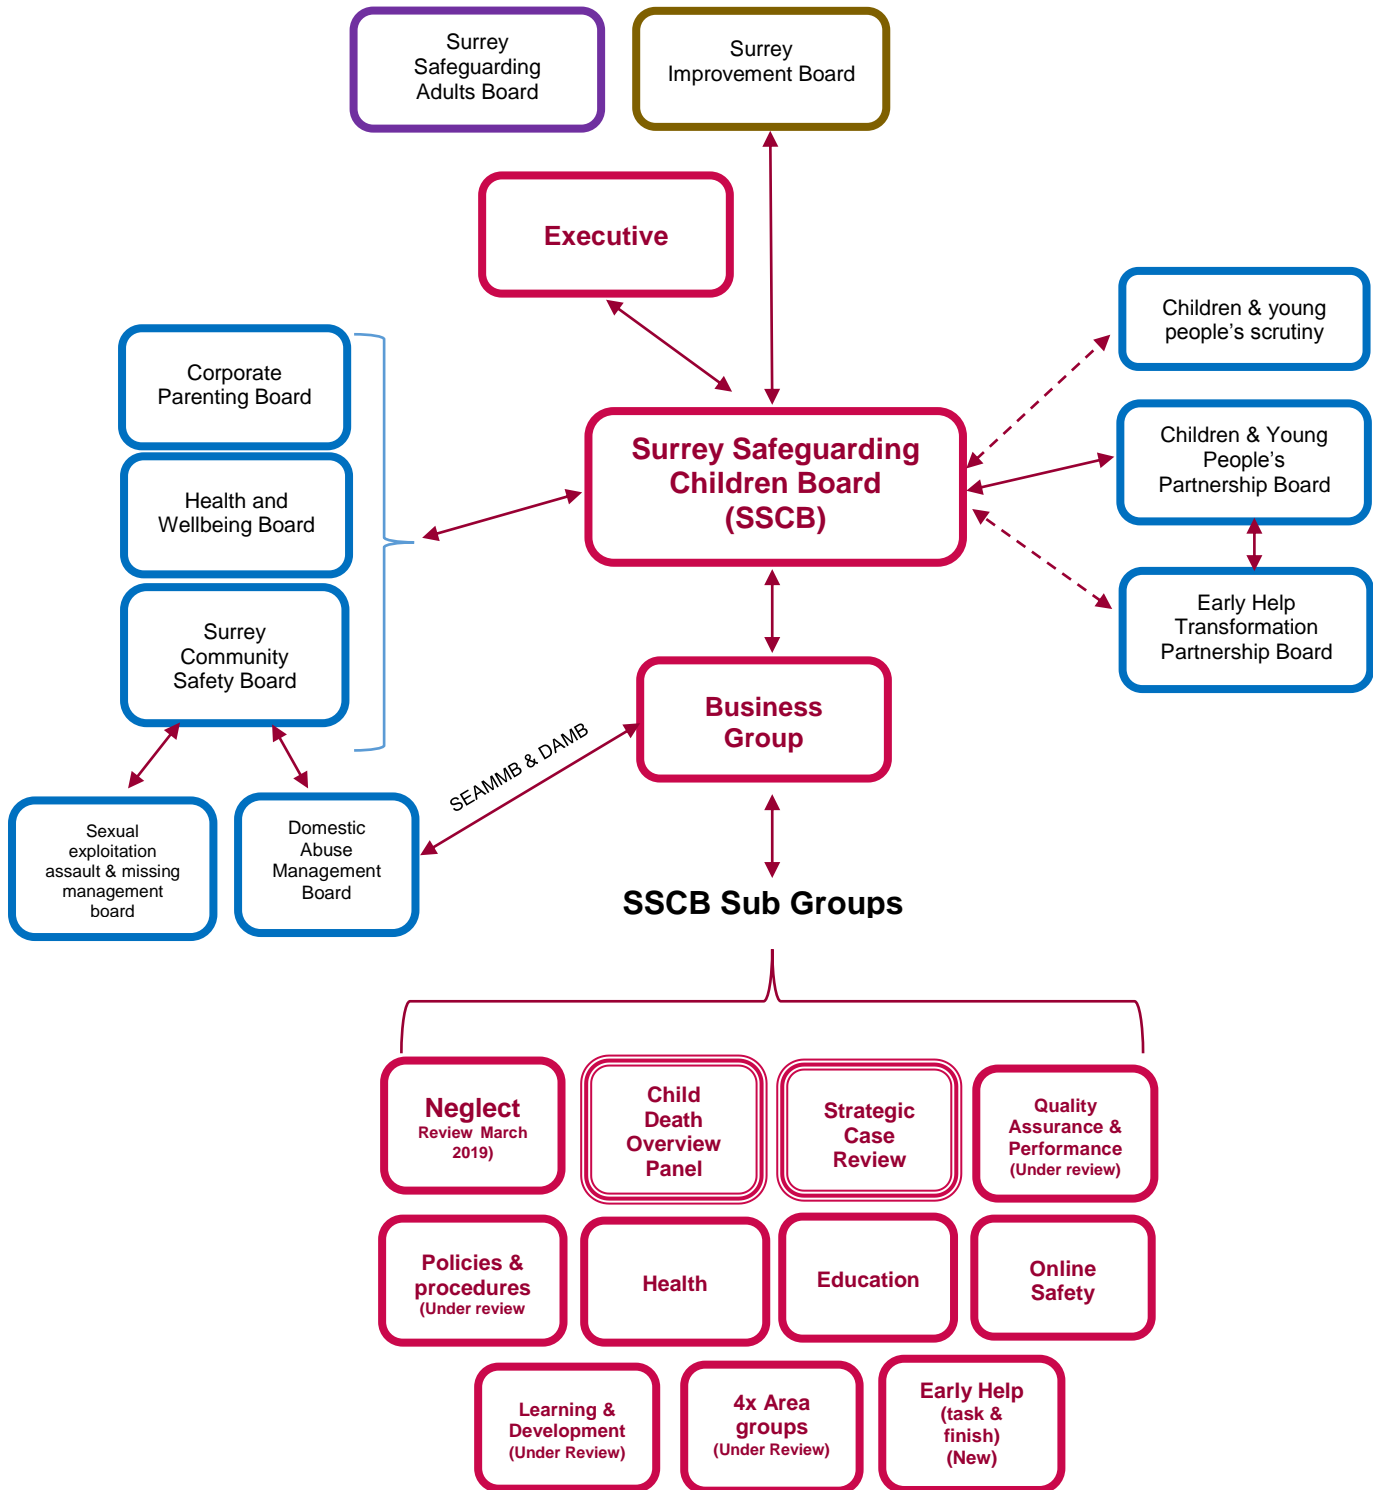 Surrey
Safeguarding
Adults Board
Surrey
Improvement Board
Executive
Children & young
people’s scrutiny
Corporate
Parenting Board
Surrey Safeguarding
Children Board
(SSCB)
Children & Young
People’s
Partnership Board
Health and
Wellbeing Board
Early Help
Transformation
Partnership Board
Surrey
Community
Safety Board
Business
Group
SEAMMB & DAMB
Sexual
exploitation
assault & missing
management
board
Domestic
Abuse
Management
Board
SSCB Sub Groups
Neglect
Review March
2019)
Child
Death
Overview
Panel
Strategic
Case
Review
Quality
Assurance &
Performance
(Under review)
Policies &
procedures
(Under review
Health
Education
Online
Safety
Learning &
Development
(Under Review)
4x Area
groups
(Under Review)
Early Help
(task &
finish)
(New)